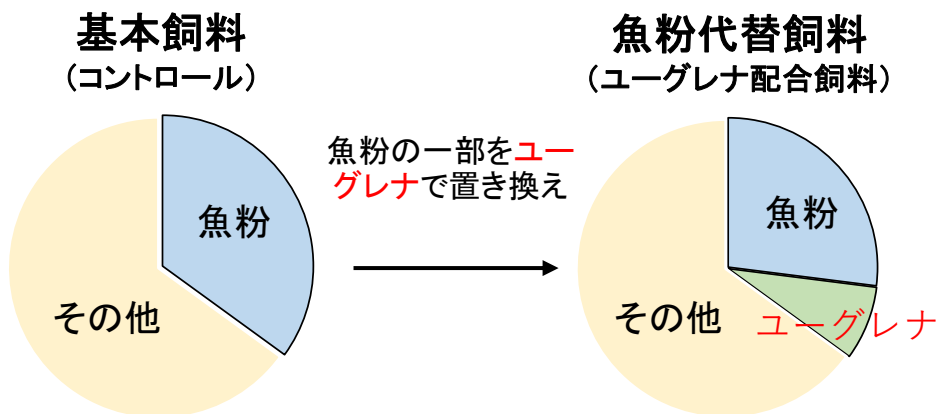 基本飼料
（コントロール）
魚粉
その他
魚粉の一部をユー
グレナで置き換え
魚粉代替飼料
（ユーグレナ配合飼料）
魚粉
その他
ユーグレナ